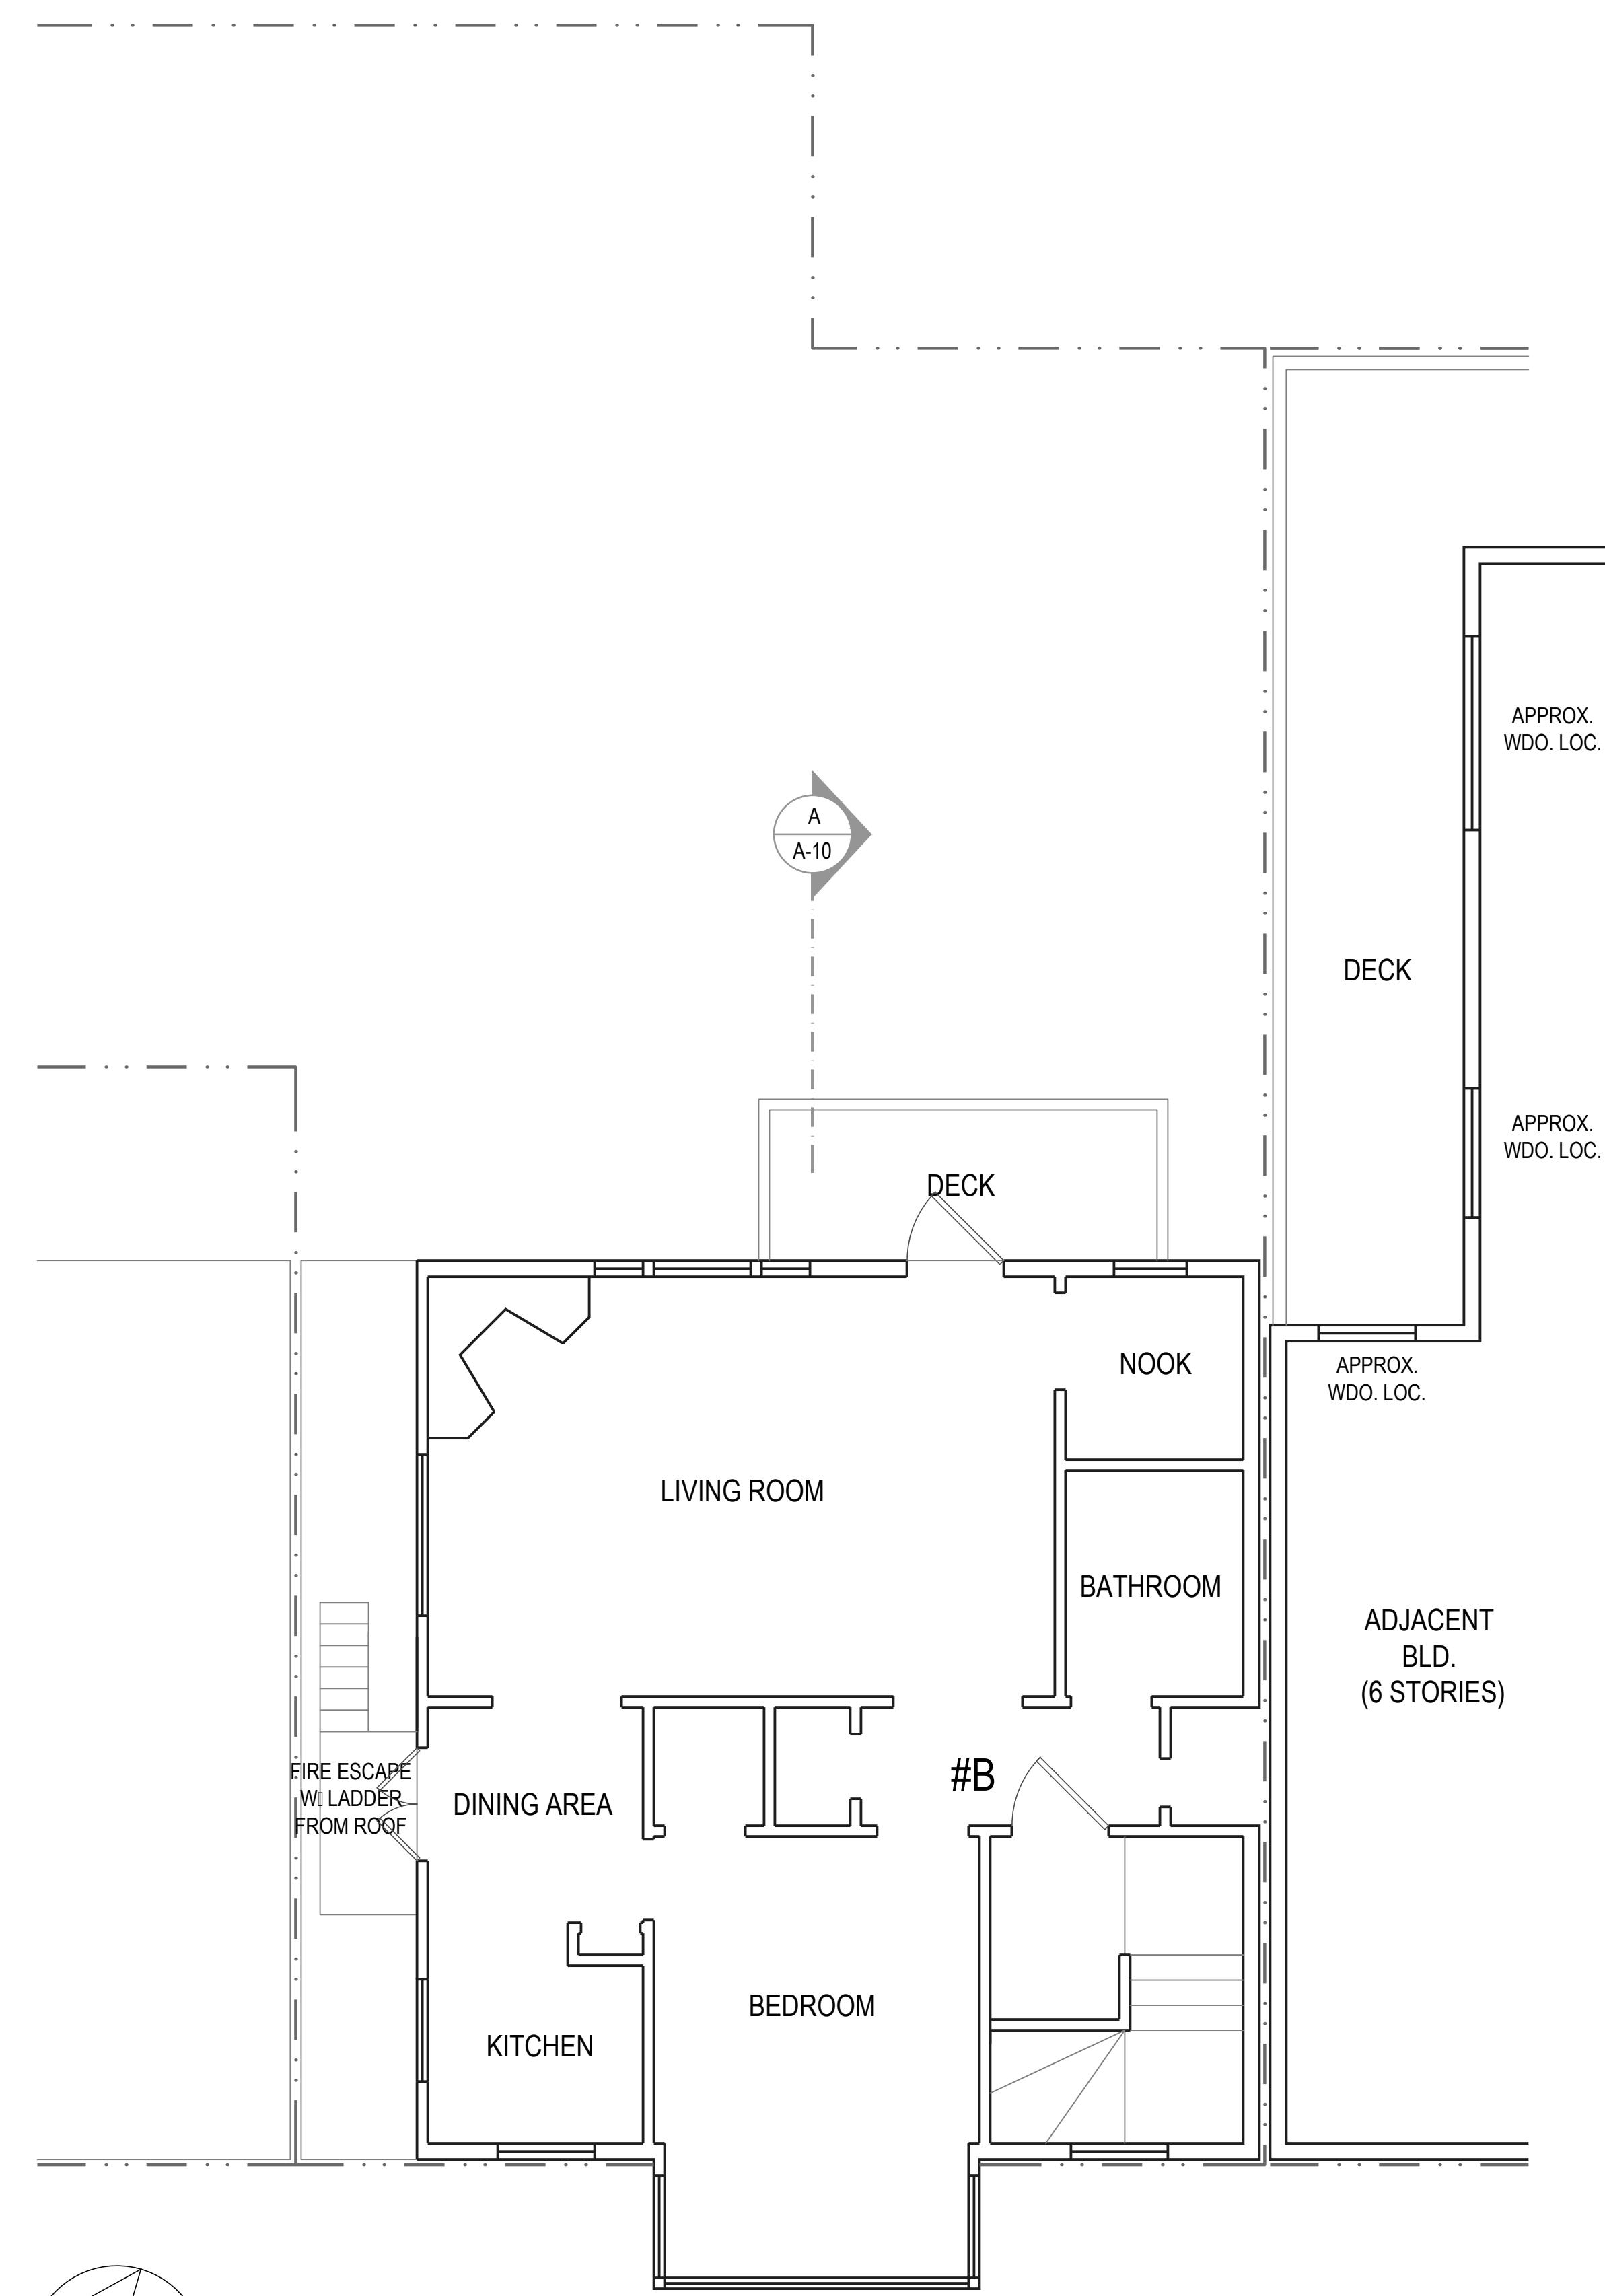 A
A-10
APPROX.
WDO. LOC.
DECK
APPROX.
WDO. LOC.
DECK
APPROX.
WDO. LOC.
NOOK
LIVING ROOM
BATHROOM
ADJACENT
BLD.
(6 STORIES)
#B
FIRE ESCAPE
W▯ LADDER
FROM ROOF
DINING AREA
BEDROOM
KITCHEN